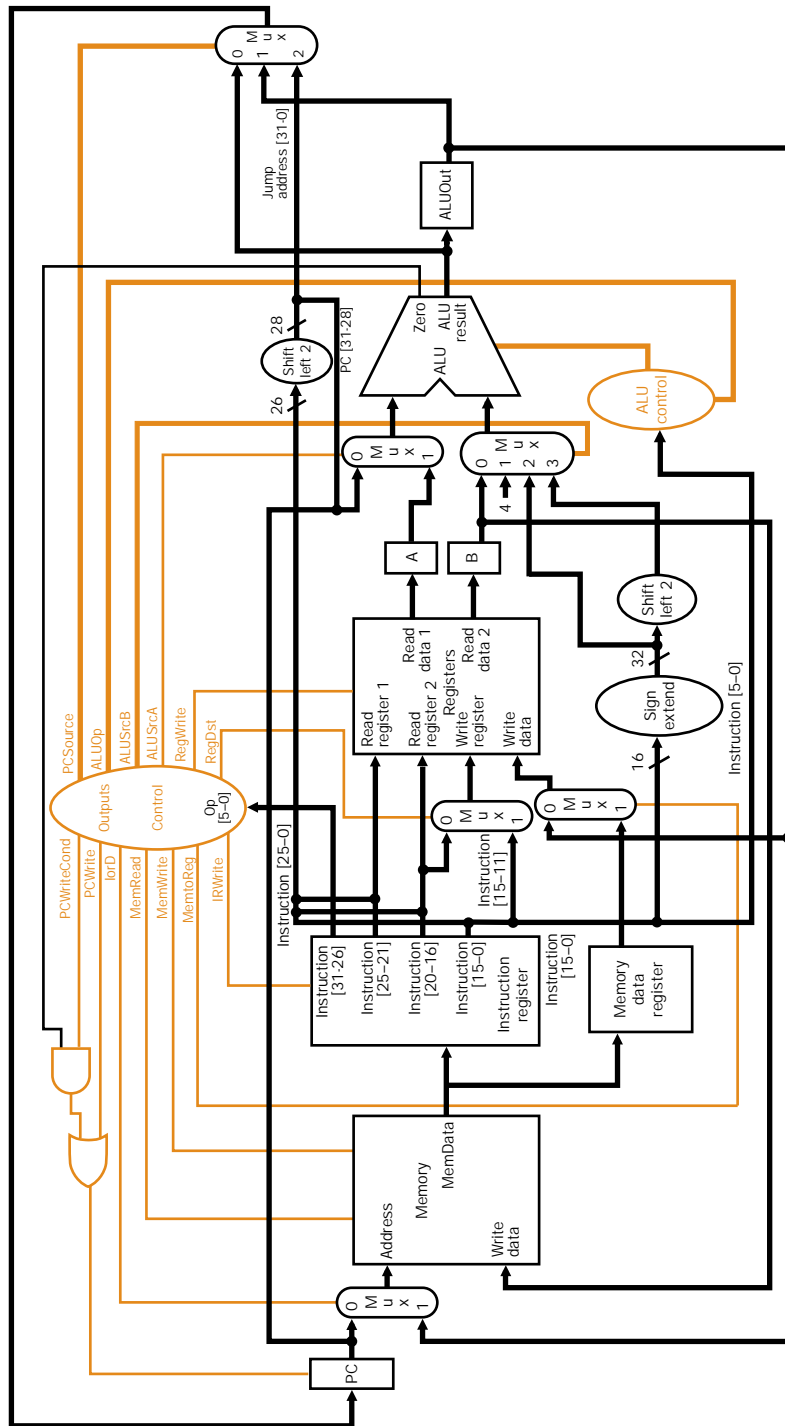 PCWriteCond
PCWrite
IorD
MemRead
MemWrite
MemtoReg
IRWrite
Outputs
Control
Op
[5–0]
PCSource
ALUOp
ALUSrcB
ALUSrcA
RegWrite
RegDst
PC
0
M
u
x
1
Address
Memory
MemData
Write
data
Instruction
[31-26]
Instruction
[25–21]
Instruction
[20–16]
Instruction
[15–0]
Instruction
register
Instruction
[15–0]
Memory
data
register
Instruction [25–0]
0
M
u
x
1
Instruction
[15–11]
0
M
u
x
1
Read
register 1
Read
register 2
Registers
Write
register
Write
data
Read
data 1
Read
data 2
16
Sign
extend
32
Shift
left 2
Instruction [5–0]
A
B
4
0
M
u
x
1
0
1
M
u
x
2
3
26
Shift
left 2
28
PC [31-28]
Jump
address [31-0]
Zero
ALU
ALU
result
ALU
control
ALUOut
0
1
M
u
x
2